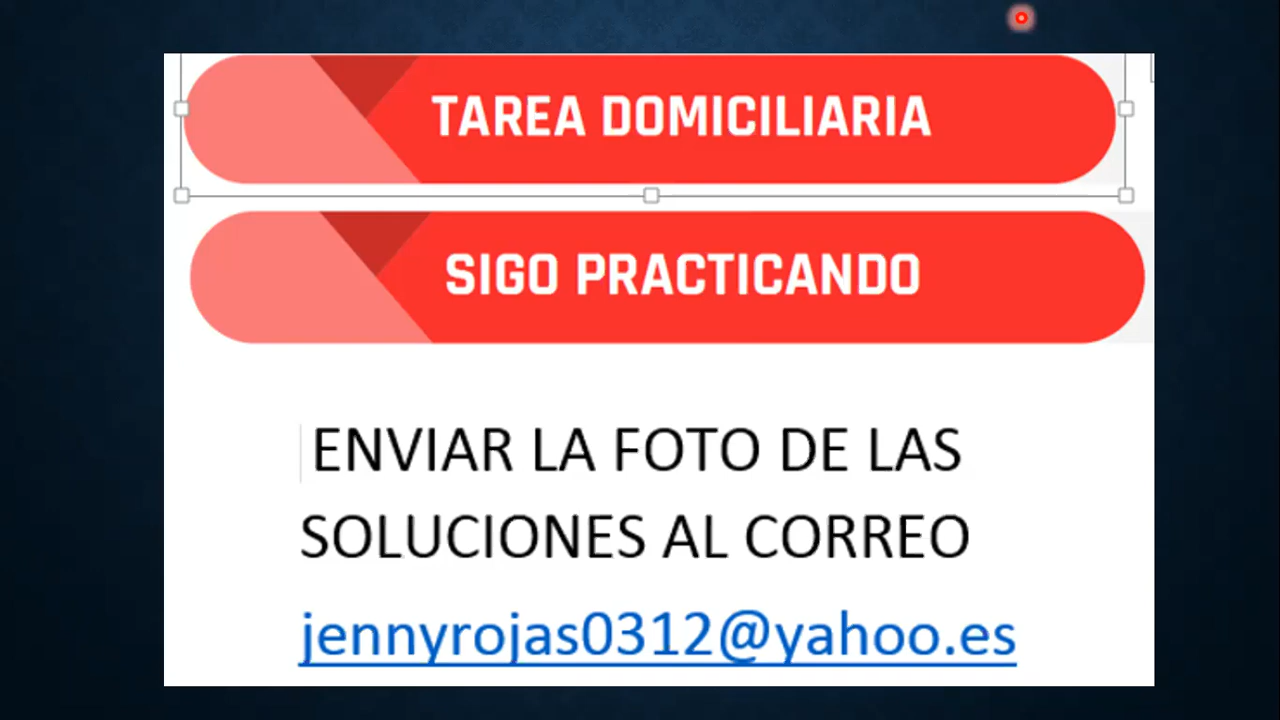 TAREA DOMICILIARIA
SIGO PRACTICANDO
ENVIAR LA FOTO DE LAS
SOLUCIONES AL CORREO
jennyrojas0312@yahoo.es